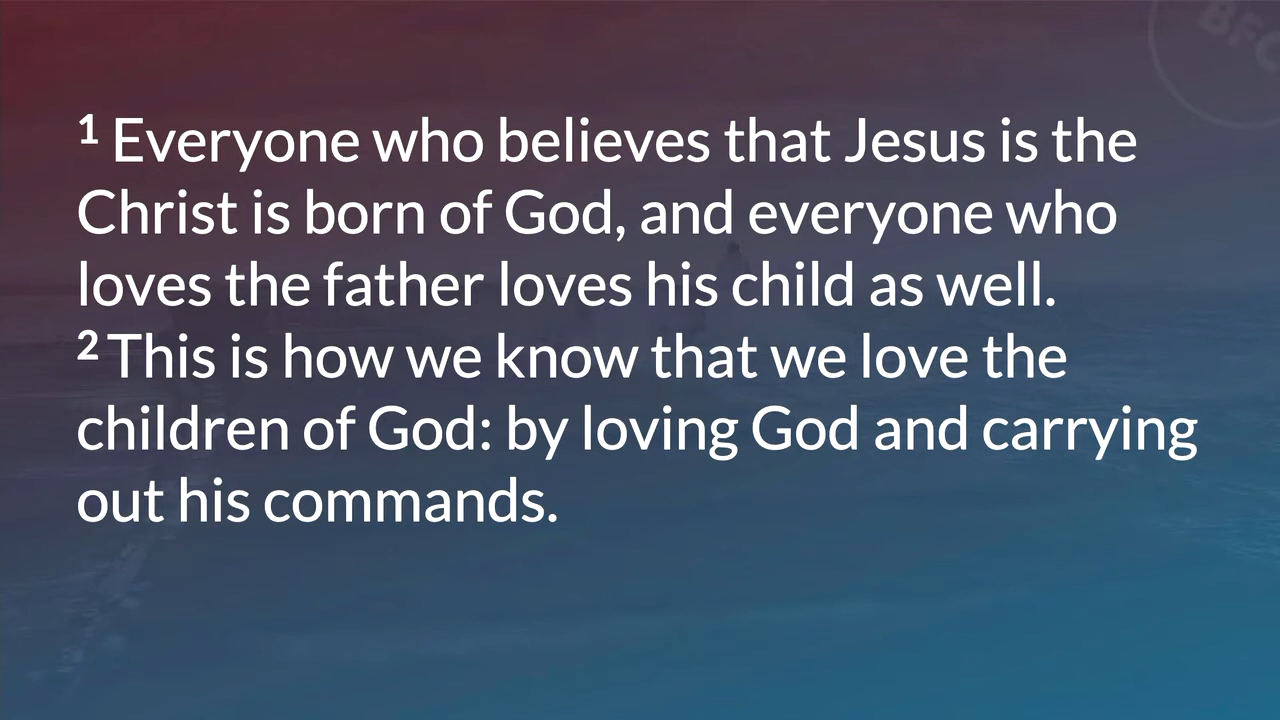 BFC
¹ Everyone who believes that Jesus is the
Christ is born of God, and everyone who
loves the father loves his child as well.
² This is how we know that we love the
children of God: by loving God and carrying
out his commands.